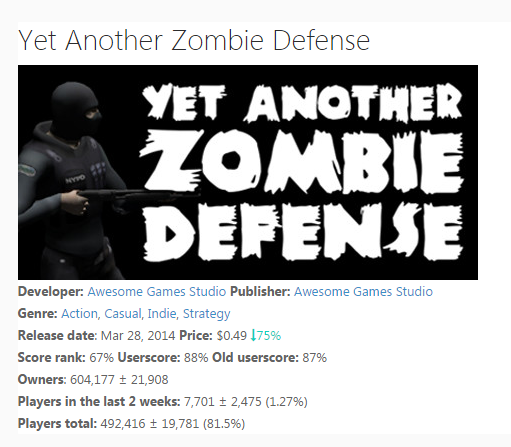 Yet Another Zombie Defense
NYPD
YET ANOTHER
ZOMBIE
DEFENSE
Developer: Awesome Games Studio Publisher: Awesome Games Studio
Genre: Action, Casual, Indie, Strategy
Release date: Mar 28, 2014 Price: $0.49 ↓75%
Score rank: 67% Userscore: 88% Old userscore: 87%
Owners: 604,177 ± 21,908
Players in the last 2 weeks: 7,701 ± 2,475 (1.27%)
Players total: 492,416 ± 19,781 (81.5%)